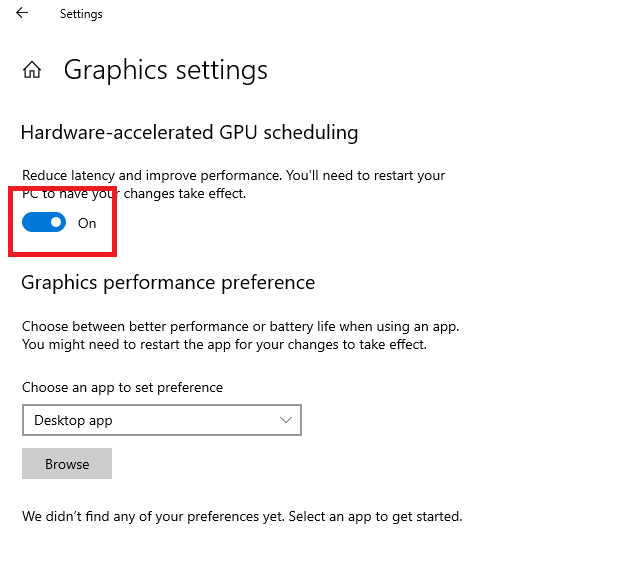 Settings
Graphics settings
Hardware-accelerated GPU scheduling
Reduce latency and improve performance. You'll need to restart your
PC to have your changes take effect.
On
Graphics performance preference
Choose between better performance or battery life when using an app.
You might need to restart the app for your changes to take effect.
Choose an app to set preference
Desktop app
Browse
We didn't find any of your preferences yet. Select an app to get started.